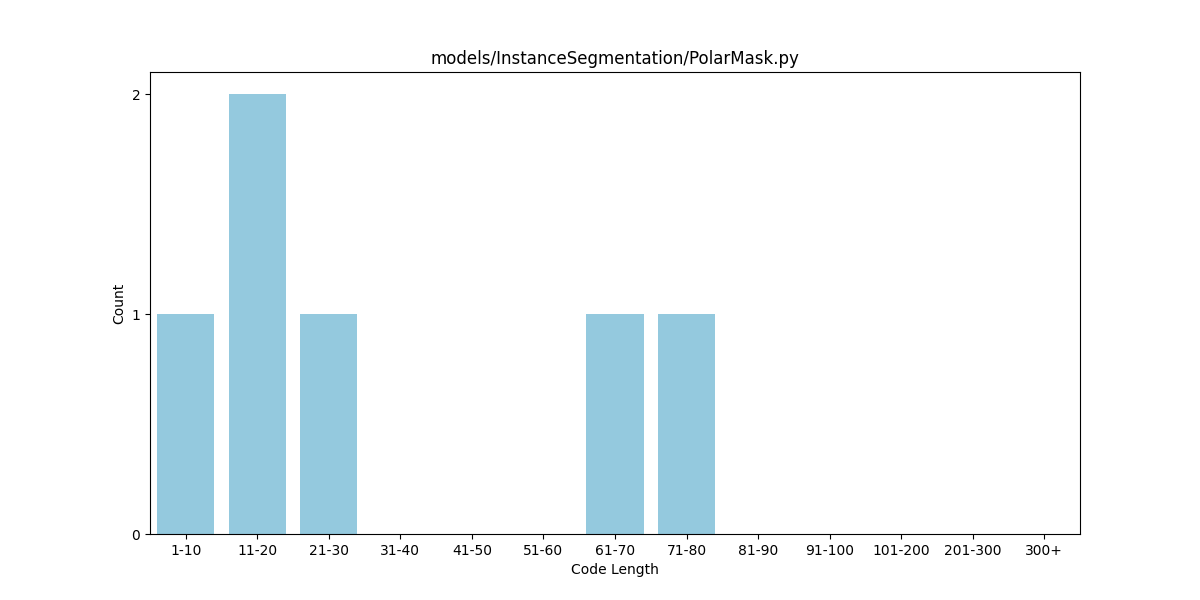 models/InstanceSegmentation/PolarMask.py
2
1
0
Count
1-10 11-20 21-30 31-40 41-50 51-60 61-70 71-80 81-90 91-100 101-200 201-300 300+
Code Length